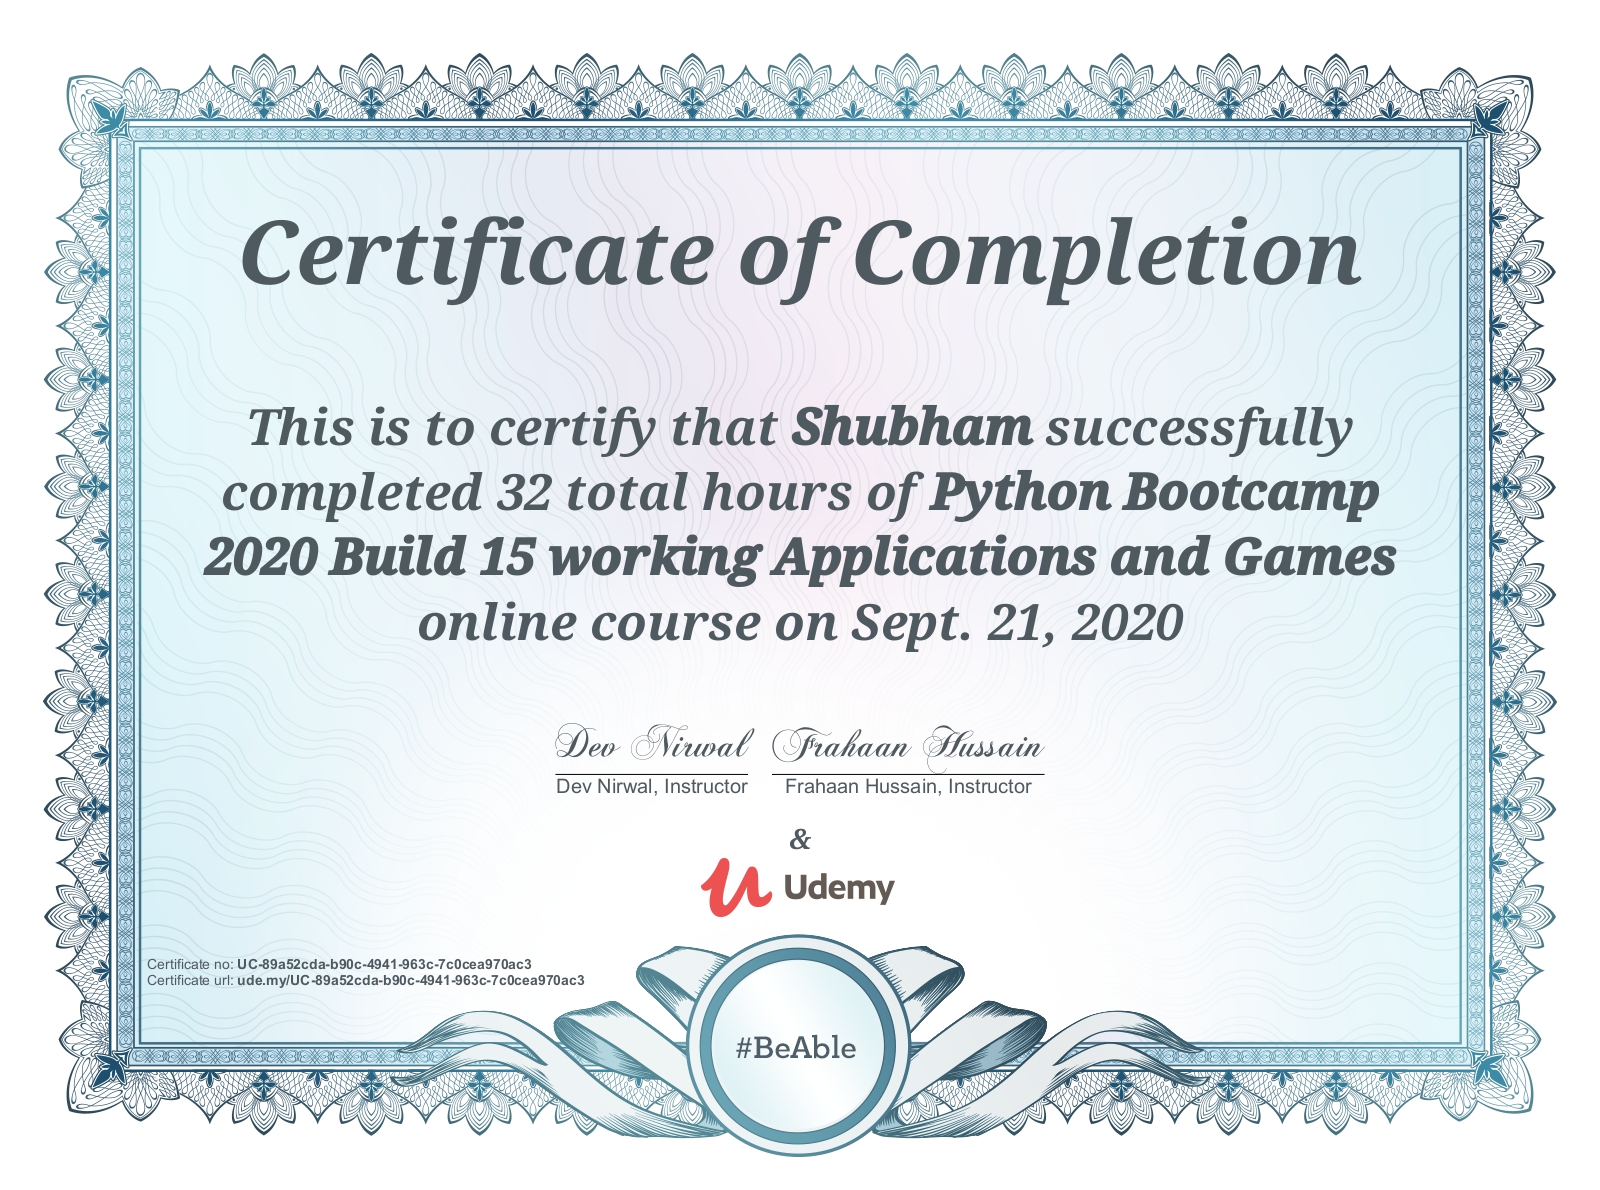 Certificate of Completion
This is to certify that Shubham successfully
completed 32 total hours of Python Bootcamp
2020 Build 15 working Applications and Games
online course on Sept. 21, 2020
Dev Nirwal Frahaan Hussain
Dev Nirwal, Instructor Frahaan Hussain, Instructor
&
Udemy
Certificate no: UC-89a52cda-b90c-4941-963c-7c0cea970ac3
Certificate url: ude.my/UC-89a52cda-b90c-4941-963c-7c0cea970ac3
#BeAble